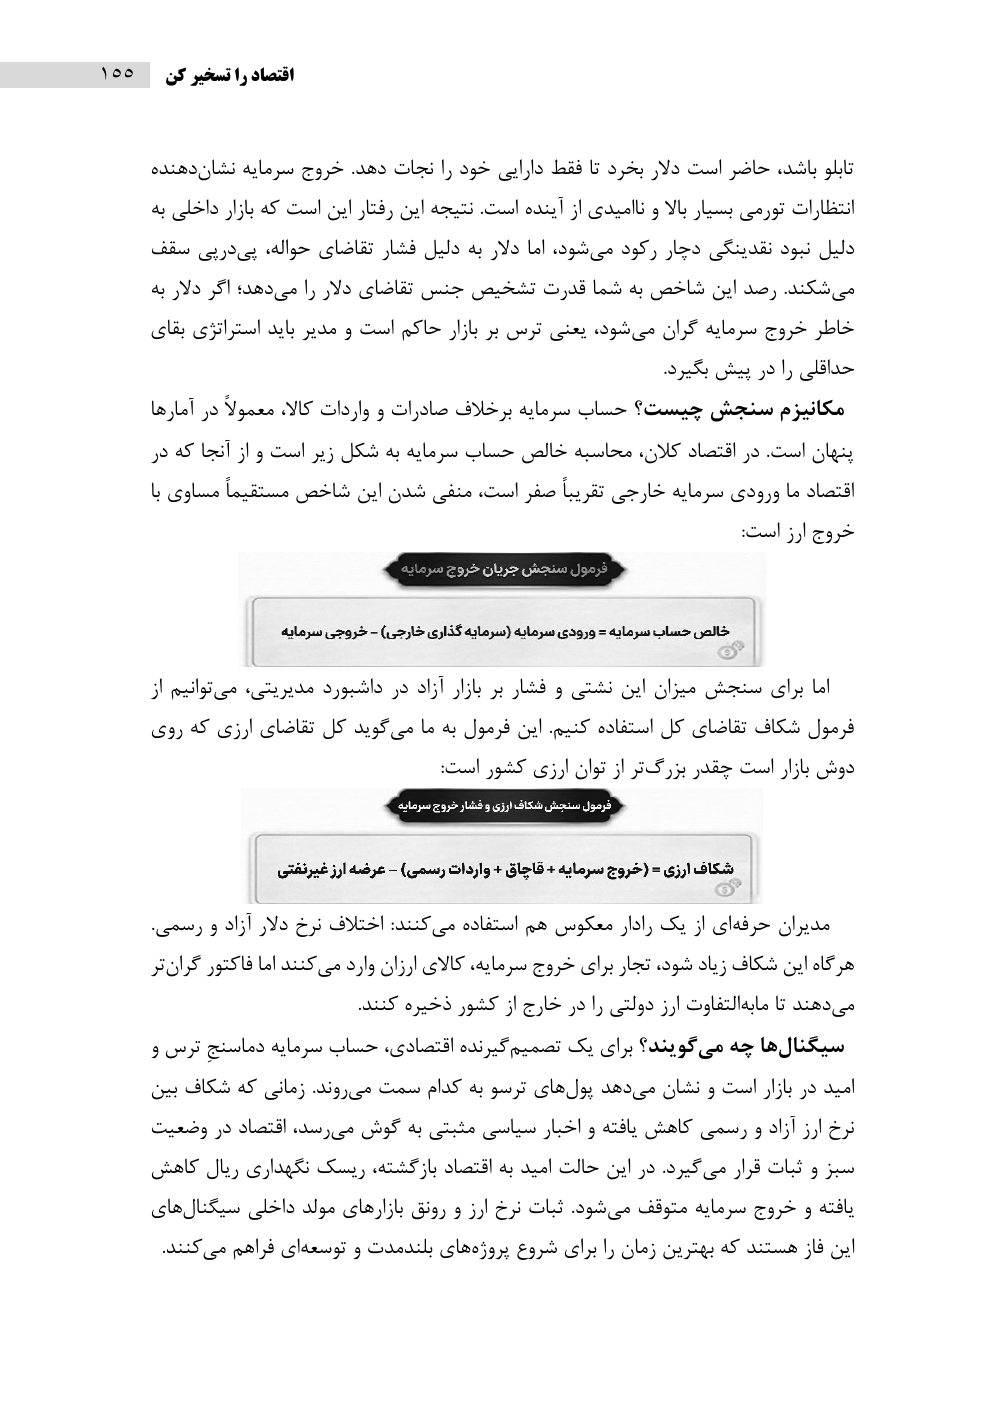 اقتصاد را تسخیر کن ۱۵۵
تابلو باشد، حاضر است دلار بخرد تا فقط دارایی خود را نجات دهد. خروج سرمایه نشان‌دهنده
انتظارات تورمی بسیار بالا و ناامیدی از آینده است. نتیجه این رفتار این است که بازار داخلی به
دلیل نبود نقدینگی دچار رکود می‌شود، اما دلار به دلیل فشار تقاضای حواله، پی‌درپی سقف
می‌شکند. رصد این شاخص به شما قدرت تشخیص جنس تقاضای دلار را می‌دهد؛ اگر دلار به
خاطر خروج سرمایه گران می‌شود، یعنی ترس بر بازار حاکم است و مدیر باید استراتژی بقای
حداقلی را در پیش بگیرد.
مکانیزم سنجش چیست؟ حساب سرمایه برخلاف صادرات و واردات کالا، معمولاً در آمارها
پنهان است. در اقتصاد کلان، محاسبه خالص حساب سرمایه به شکل زیر است و از آنجا که در
اقتصاد ما ورودی سرمایه خارجی تقریباً صفر است، منفی شدن این شاخص مستقیماً مساوی با
خروج ارز است:
فرمول سنجش جریان خروج سرمایه
خالص حساب سرمایه = ورودی سرمایه (سرمایه گذاری خارجی) – خروجی سرمایه
اما برای سنجش میزان این نشتی و فشار بر بازار آزاد در داشبورد مدیریتی، می‌توانیم از
فرمول شکاف تقاضای کل استفاده کنیم. این فرمول به ما می‌گوید کل تقاضای ارزی که روی
دوش بازار است چقدر بزرگ‌تر از توان ارزی کشور است:
فرمول سنجش شکاف ارزی و فشار خروج سرمایه
شکاف ارزی = (خروج سرمایه + قاچاق + واردات رسمی) – عرضه ارز غیرنفتی
مدیران حرفه‌ای از یک رادار معکوس هم استفاده می‌کنند: اختلاف نرخ دلار آزاد و رسمی.
هرگاه این شکاف زیاد شود، تجار برای خروج سرمایه، کالای ارزان وارد می‌کنند اما فاکتور گران‌تر
می‌دهند تا مابه‌التفاوت ارز دولتی را در خارج از کشور ذخیره کنند.
سیگنال‌ها چه می‌گویند؟ برای یک تصمیم‌گیرنده اقتصادی، حساب سرمایه دماسنجِ ترس و
امید در بازار است و نشان می‌دهد پول‌های ترسو به کدام سمت می‌روند. زمانی که شکاف بین
نرخ ارز آزاد و رسمی کاهش یافته و اخبار سیاسی مثبتی به گوش می‌رسد، اقتصاد در وضعیت
سبز و ثبات قرار می‌گیرد. در این حالت امید به اقتصاد بازگشته، ریسک نگهداری ریال کاهش
یافته و خروج سرمایه متوقف می‌شود. ثبات نرخ ارز و رونق بازارهای مولد داخلی سیگنال‌های
این فاز هستند که بهترین زمان را برای شروع پروژه‌های بلندمدت و توسعه‌ای فراهم می‌کنند.